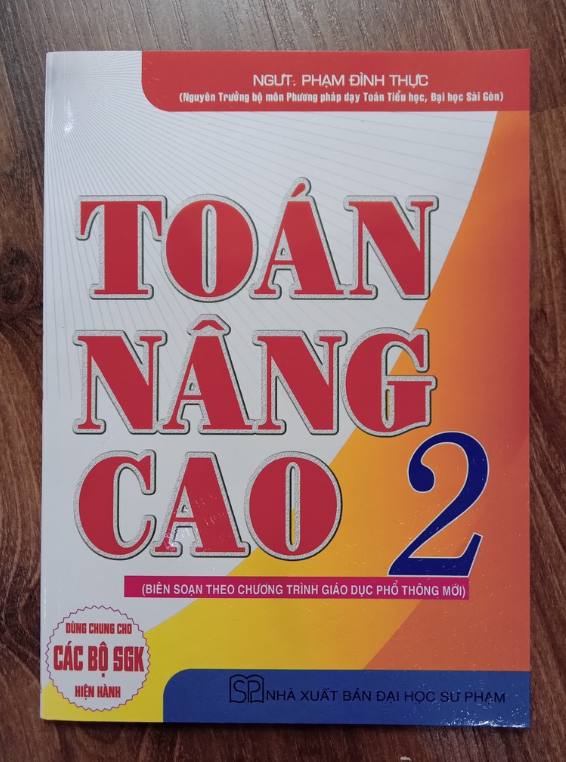 NGƯT. PHẠM ĐÌNH THỰC
(Nguyên Trưởng bộ môn Phương pháp dạy Toán Tiểu học, Đại học Sài Gòn)
TOÁN
NÂNG
CAO
2
(BIÊN SOẠN THEO CHƯƠNG TRÌNH GIÁO DỤC PHỔ THÔNG MỚI)
DÙNG CHUNG CHO
CÁC BỘ SGK
HIỆN HÀNH
SP NHÀ XUẤT BẢN ĐẠI HỌC SƯ PHẠM